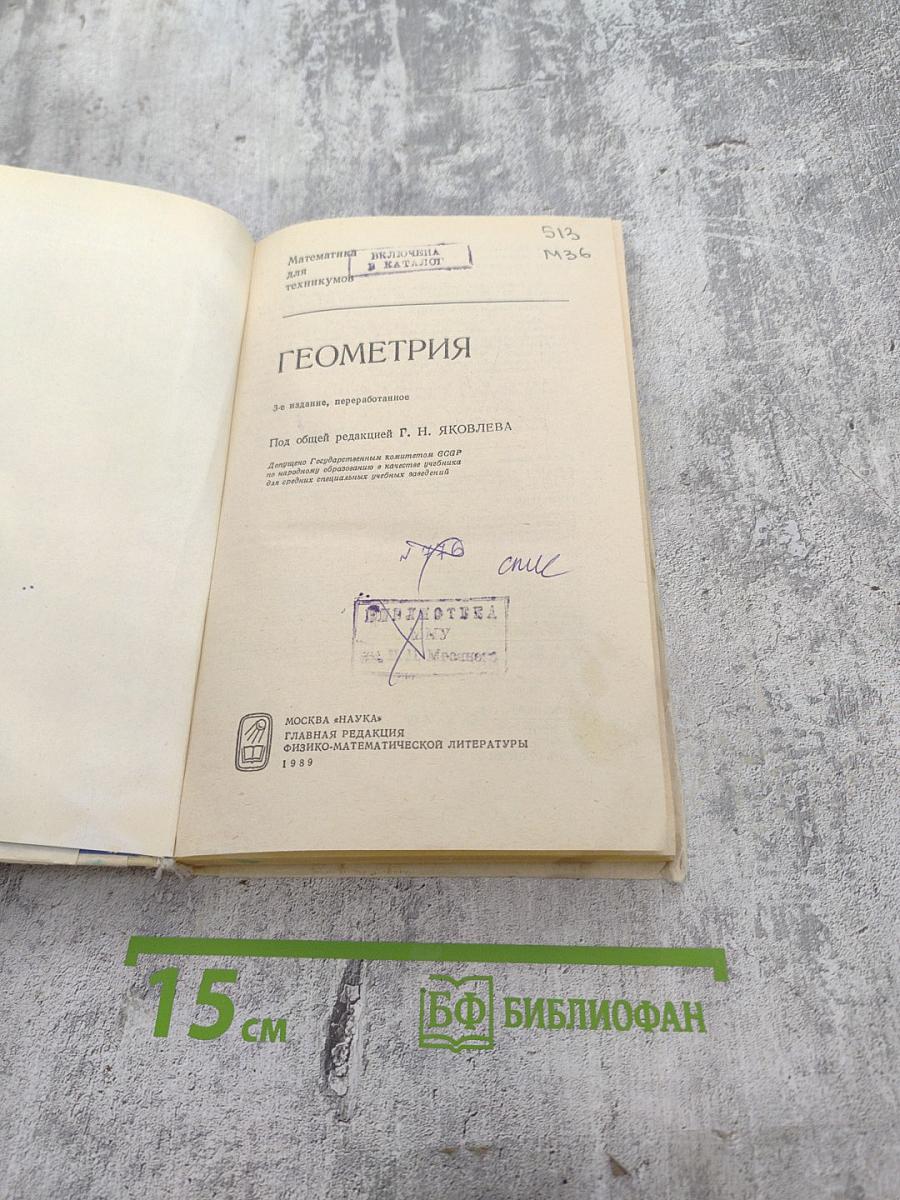 513
М36
Математика
для
техникумов
ВКЛЮЧЕНА
В КАТАЛОГ
ГЕОМЕТРИЯ
3-е издание, переработанное
Под общей редакцией Г. Н. ЯКОВЛЕВА
Допущено Государственным комитетом СССР
по народному образованию в качестве учебника
для средних специальных учебных заведений
спис
БИБЛИОТЕКА
МОСКВА «НАУКА»
ГЛАВНАЯ РЕДАКЦИЯ
ФИЗИКО-МАТЕМАТИЧЕСКОЙ ЛИТЕРАТУРЫ
1989
15 см
БФ БИБЛИОФАН